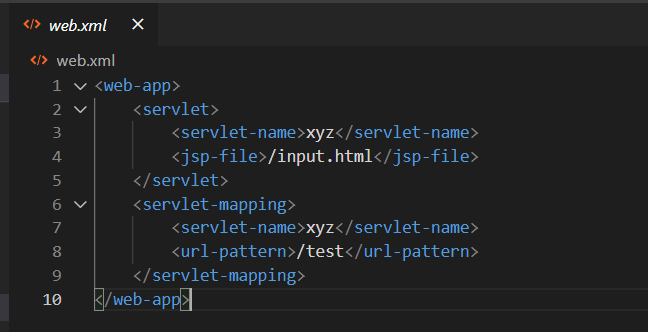 web.xml
web.xml
1 <web-app>
2 <servlet>
3 <servlet-name>xyz</servlet-name>
4 <jsp-file>/input.html</jsp-file>
5 </servlet>
6 <servlet-mapping>
7 <servlet-name>xyz</servlet-name>
8 <url-pattern>/test</url-pattern>
9 </servlet-mapping>
10 </web-app>